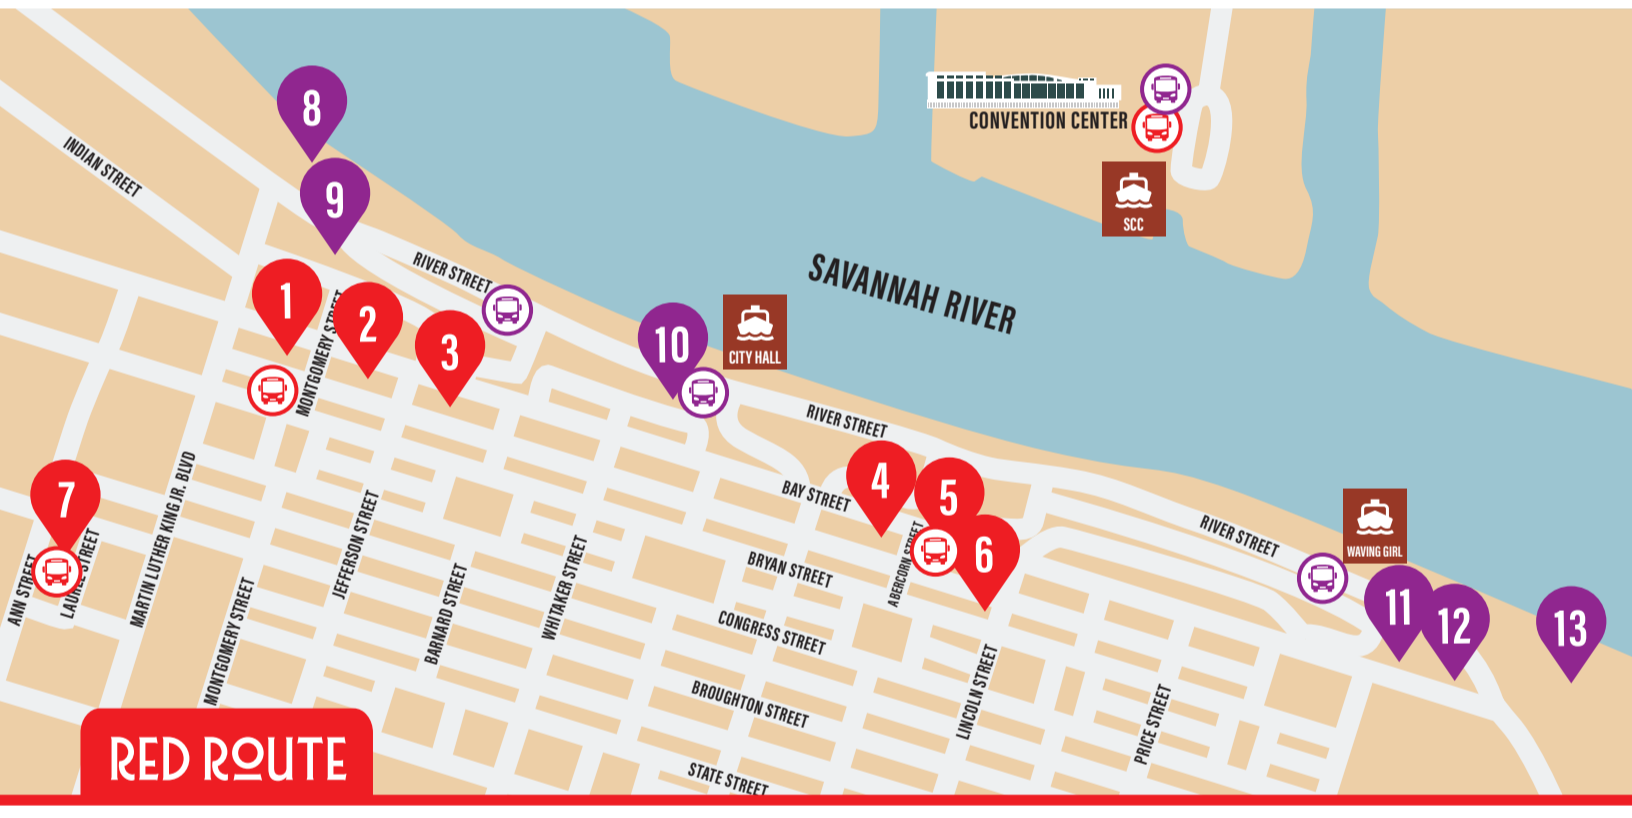 8
CONVENTION CENTER
INDIAN STREET
9
SCC
RIVER STREET
SAVANNAH RIVER
1
MONTGOMERY STREET
2
3
10
CITY HALL
RIVER STREET
BAY STREET
4
5
6
ABERCORN STREET
RIVER STREET
WAVING GIRL
7
ANN STREET
LAUREL STREET
MARTIN LUTHER KING JR. BLVD
MONTGOMERY STREET
JEFFERSON STREET
BARNARD STREET
WHITAKER STREET
BRYAN STREET
CONGRESS STREET
BROUGHTON STREET
STATE STREET
LINCOLN STREET
PRICE STREET
11
12
13
RED ROUTE